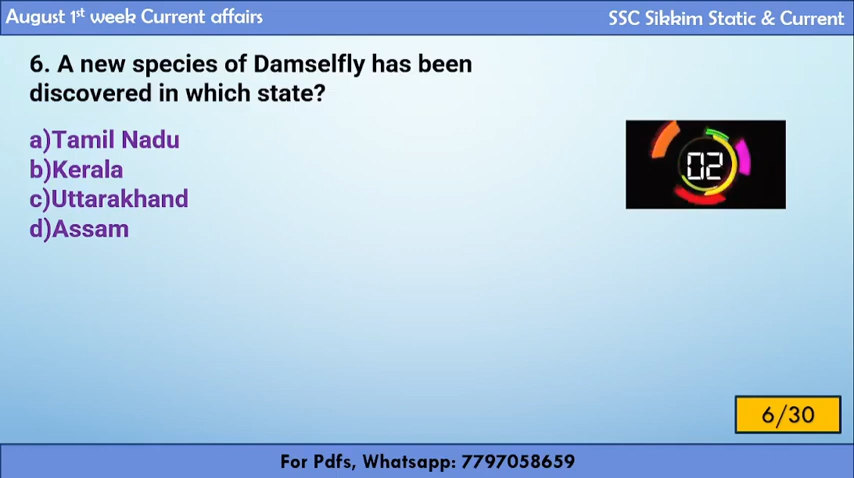 August 1st week Current affairs
SSC Sikkim Static & Current
6. A new species of Damselfly has been
discovered in which state?
a)Tamil Nadu
b)Kerala
c)Uttarakhand
d)Assam
02
6/30
For Pdfs, Whatsapp: 7797058659